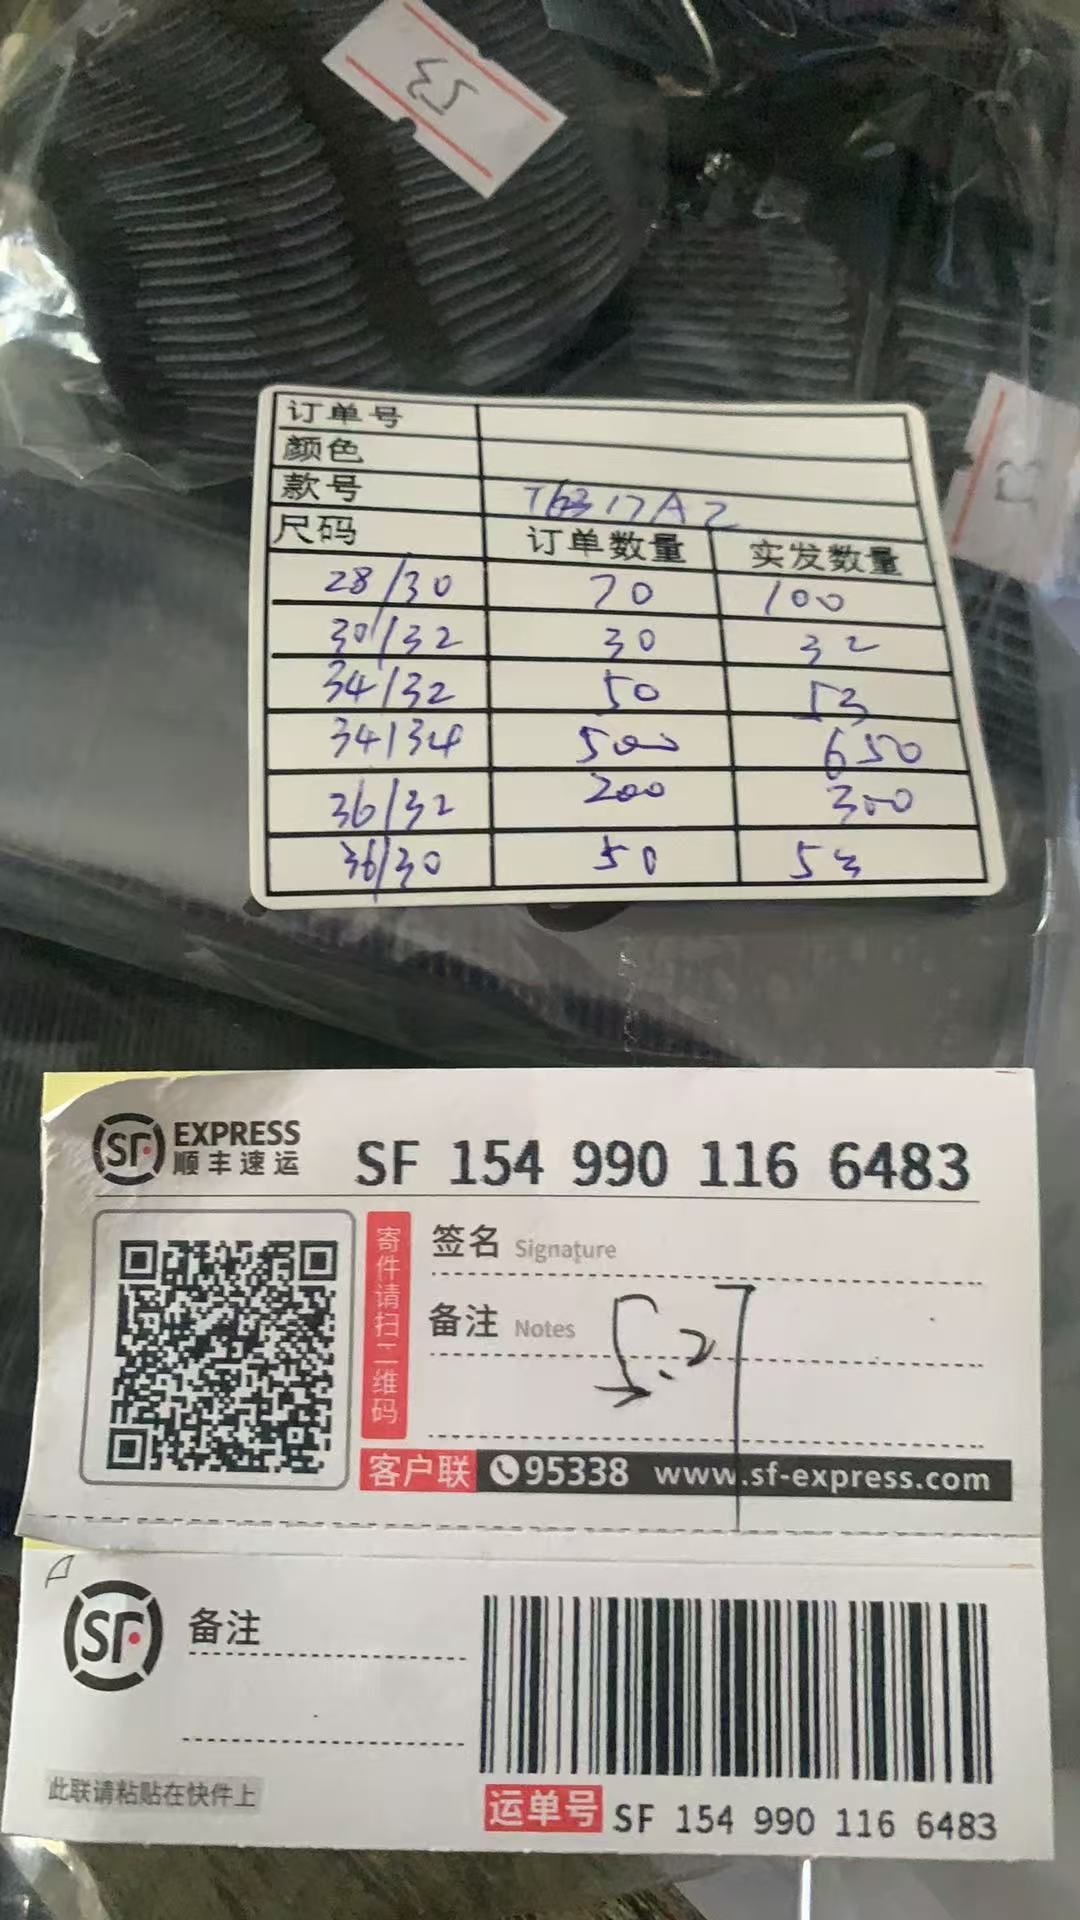 53
订单号
颜色
款号
尺码 订单数量 实发数量
28/30 70 100
30/32 30 32
34/32 50 53
34/34 500 650
36/32 200 300
36/30 50 53
SF EXPRESS
顺丰速运
SF 154 990 116 6483
寄件请扫二维码
签名 Signature
备注 Notes 5.27
客户联 95338 www.sf-express.com
SF
备注
此联请粘贴在快件上
运单号 SF 154 990 116 6483